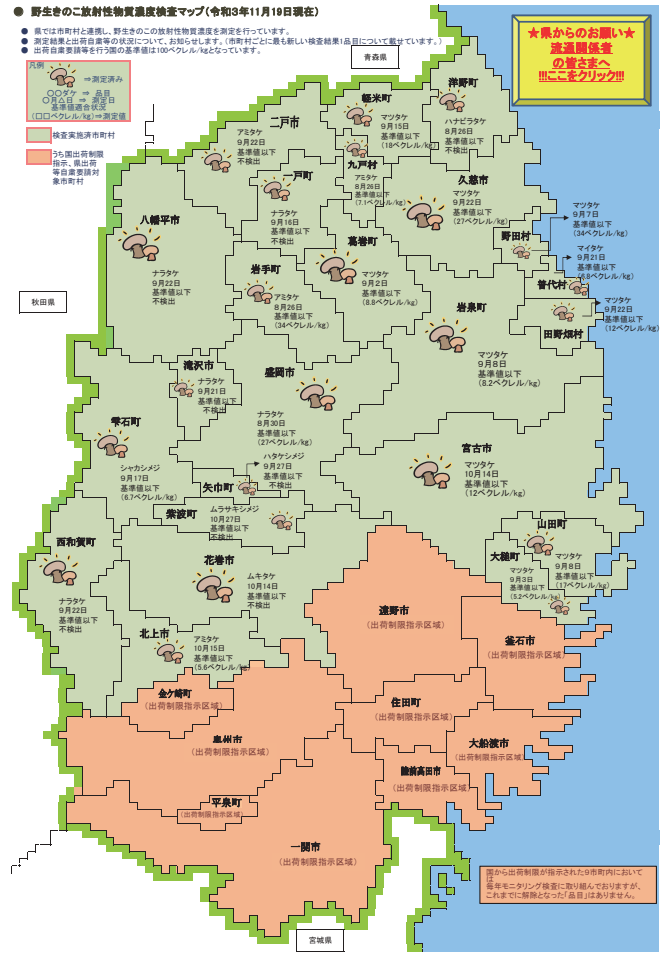 ● 野生きのこ放射性物質濃度検査マップ（令和3年11月19日現在）
● 県では市町村と連携し、野生きのこの放射性物質濃度を測定を行っています。
● 測定結果と出荷自粛等の状況について、お知らせします。（市町村ごとに最も新しい検査結果1品目について載せています。）
● 出荷自粛要請等を行う国の基準値は100ベクレル/kgとなっています。
★県からのお願い★
流通関係者
の皆さまへ
!!!ここをクリック!!!
凡例
⇒測定済み
○○ダケ ⇒ 品目
○月△日 ⇒ 測定日
基準値適合状況
（□□ベクレル/kg）⇒測定値
検査実施済市町村
うち国出荷制限
指示、県出荷
等自粛要請対
象市町村
青森県
秋田県
宮城県
洋野町
ハナビラタケ
8月26日
基準値以下
不検出
軽米町
マツタケ
9月15日
基準値以下
（18ベクレル/kg）
二戸市
アミタケ
9月22日
基準値以下
不検出
九戸村
アミタケ
8月26日
基準値以下
（7.1ベクレル/kg）
一戸町
ナラタケ
9月16日
基準値以下
不検出
久慈市
マツタケ
9月22日
基準値以下
（27ベクレル/kg）
八幡平市
ナラタケ
9月22日
基準値以下
不検出
野田村
マツタケ
9月7日
基準値以下
（34ベクレル/kg）
葛巻町
マツタケ
9月2日
基準値以下
（8.8ベクレル/kg）
マイタケ
9月21日
基準値以下
（6.8ベクレル/kg）
普代村
岩手町
アミタケ
8月26日
基準値以下
（34ベクレル/kg）
マツタケ
9月22日
基準値以下
（12ベクレル/kg）
田野畑村
岩泉町
マツタケ
9月8日
基準値以下
（8.2ベクレル/kg）
滝沢市
ナラタケ
9月21日
基準値以下
不検出
盛岡市
ナラタケ
8月30日
基準値以下
（27ベクレル/kg）
雫石町
シャカシメジ
9月17日
基準値以下
（6.7ベクレル/kg）
ハタケシメジ
9月27日
基準値以下
不検出
矢巾町
宮古市
マツタケ
10月14日
基準値以下
（12ベクレル/kg）
紫波町
ムラサキシメジ
10月27日
基準値以下
不検出
山田町
マツタケ
9月8日
基準値以下
（17ベクレル/kg）
大槌町
マツタケ
9月3日
基準値以下
（5.2ベクレル/kg）
西和賀町
ナラタケ
9月22日
基準値以下
不検出
花巻市
ムキタケ
10月14日
基準値以下
不検出
北上市
アミタケ
10月15日
基準値以下
（5.6ベクレル/kg）
遠野市
（出荷制限指示区域）
釜石市
（出荷制限指示区域）
金ケ崎町
（出荷制限指示区域）
住田町
（出荷制限指示区域）
奥州市
（出荷制限指示区域）
大船渡市
（出荷制限指示区域）
陸前高田市
（出荷制限指示区域）
平泉町
（出荷制限指示区域）
一関市
（出荷制限指示区域）
国から出荷制限が指示された9市町内において
は
毎年モニタリング検査に取り組んでおりますが、
これまでに解除となった「品目」はありません。